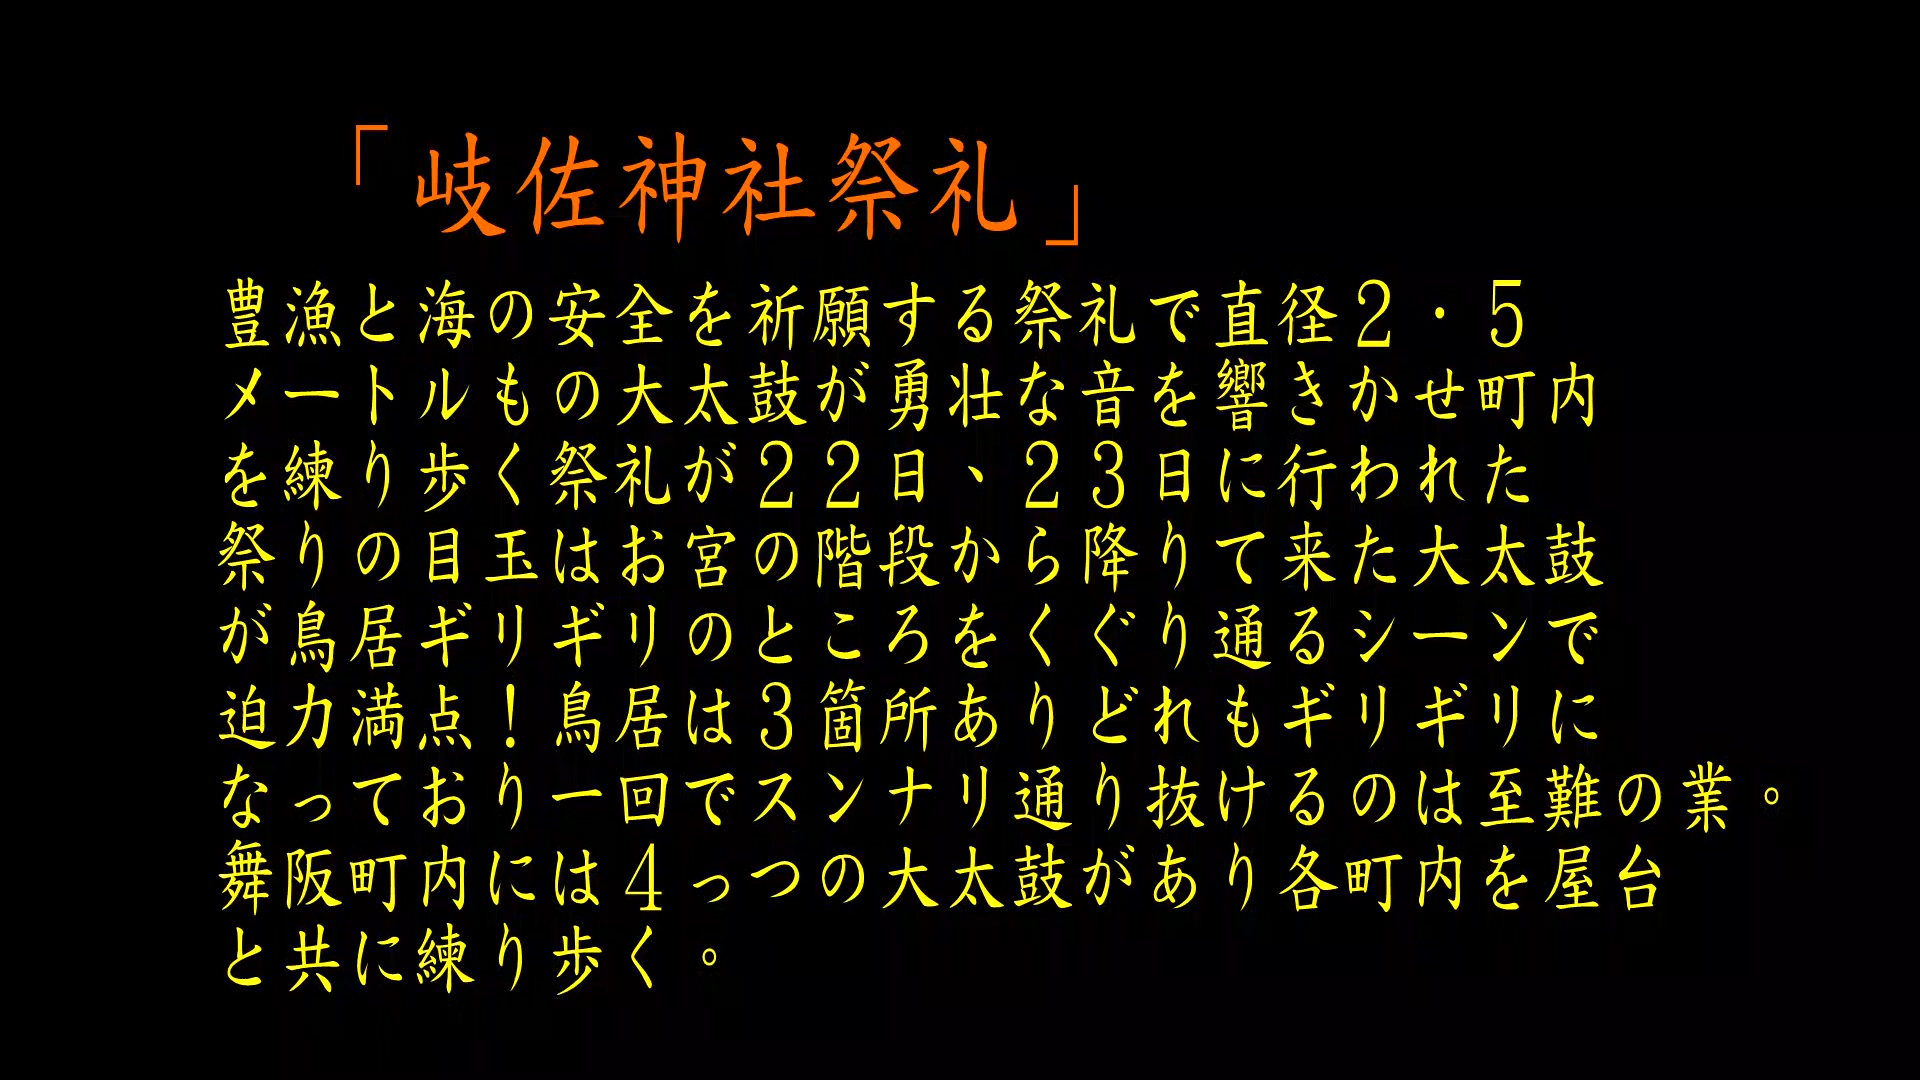 「岐佐神社祭礼」
豊漁と海の安全を祈願する祭礼で直径２・５
メートルもの大太鼓が勇壮な音を響きかせ町内
を練り歩く祭礼が２２日、２３日に行われた
祭りの目玉はお宮の階段から降りて来た大太鼓
が鳥居ギリギリのところをくぐり通るシーンで
迫力満点！鳥居は３箇所ありどれもギリギリに
なっており一回でスンナリ通り抜けるのは至難の業。
舞阪町内には４っつの大太鼓があり各町内を屋台
と共に練り歩く。